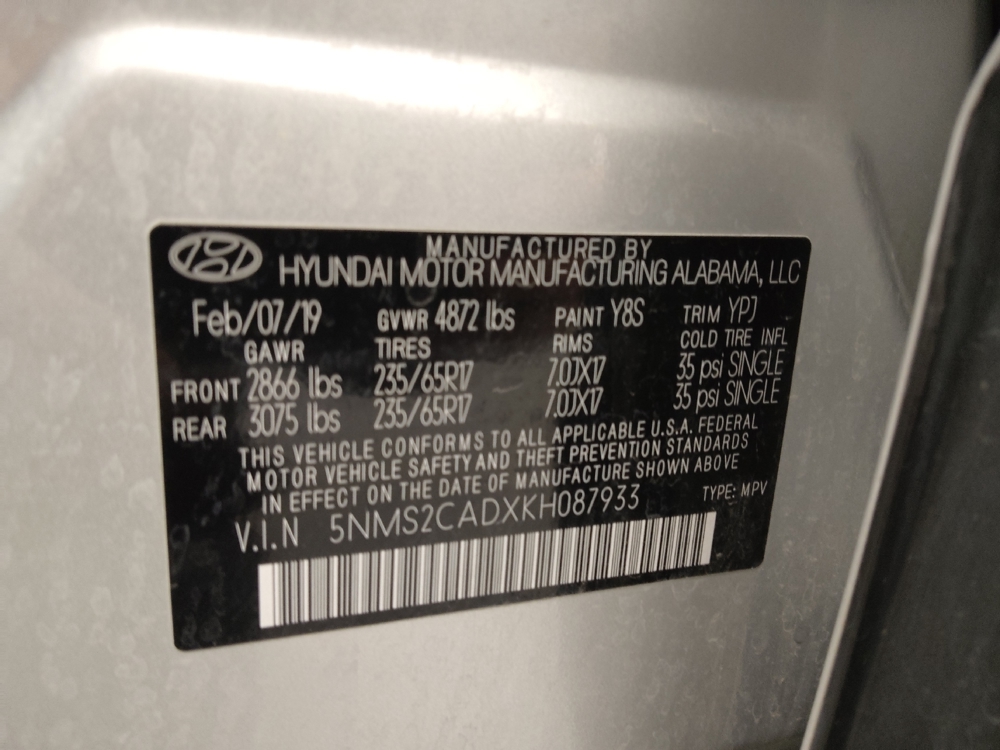 MANUFACTURED BY
HYUNDAI MOTOR MANUFACTURING ALABAMA, LLC
Feb/07/19 GVWR 4872 lbs PAINT Y8S TRIM YPJ
GAWR TIRES RIMS COLD TIRE INFL
FRONT 2866 lbs 235/65R17 7.0JX17 35 psi SINGLE
REAR 3075 lbs 235/65R17 7.0JX17 35 psi SINGLE
THIS VEHICLE CONFORMS TO ALL APPLICABLE U.S.A. FEDERAL
MOTOR VEHICLE SAFETY AND THEFT PREVENTION STANDARDS
IN EFFECT ON THE DATE OF MANUFACTURE SHOWN ABOVE
V.I.N 5NMS2CADXKH087933 TYPE: MPV